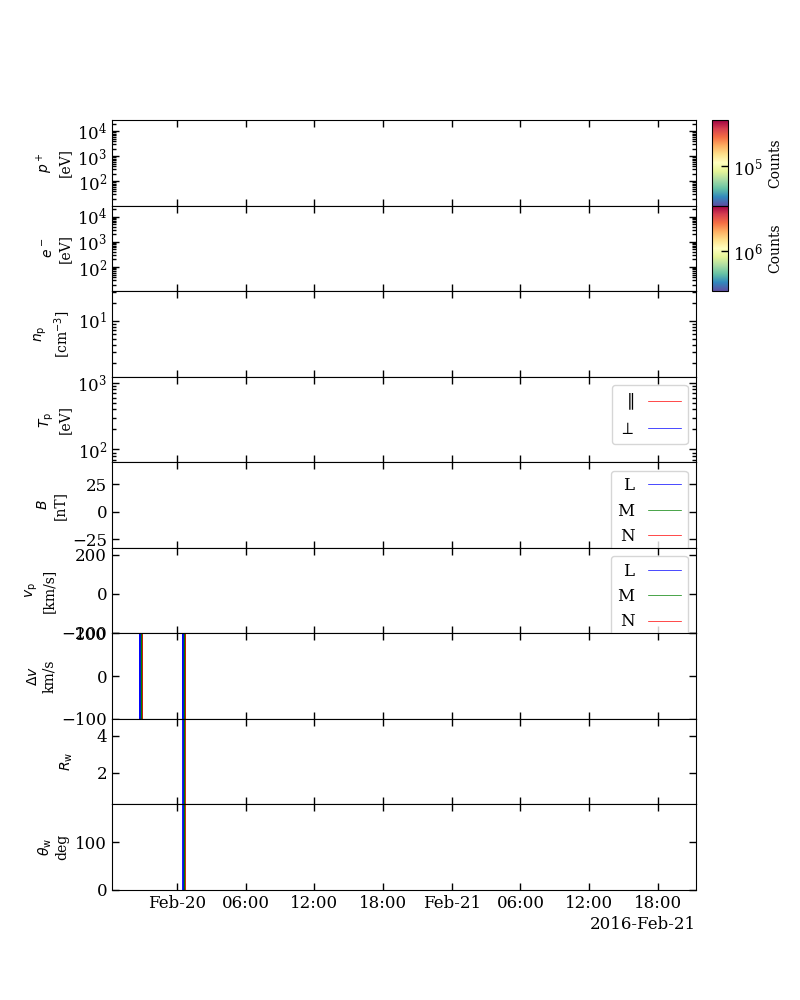 10^4
10^3
10^2
p^+
[eV]
10^5
Counts
10^4
10^3
10^2
e^−
[eV]
10^6
Counts
10^1
n_p
[cm^−3]
10^3
10^2
T_p
[eV]
∥
⊥
25
0
−25
B
[nT]
L
M
N
200
0
−200
v_p
[km/s]
L
M
N
100
0
−100
Δv
km/s
4
2
R_w
100
0
θ_w
deg
Feb-20 06:00 12:00 18:00 Feb-21 06:00 12:00 18:00
2016-Feb-21